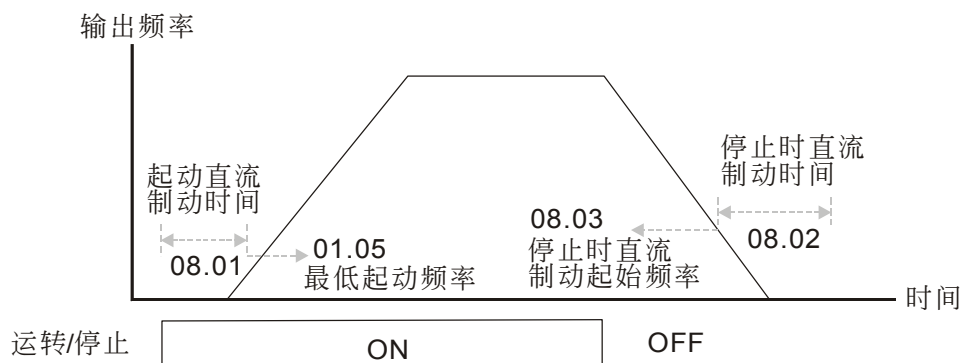 输出频率
起动直流
制动时间
08.01
01.05
最低起动频率
08.03
停止时直流
制动起始频率
停止时直流
制动时间
08.02
时间
运转/停止
ON
OFF